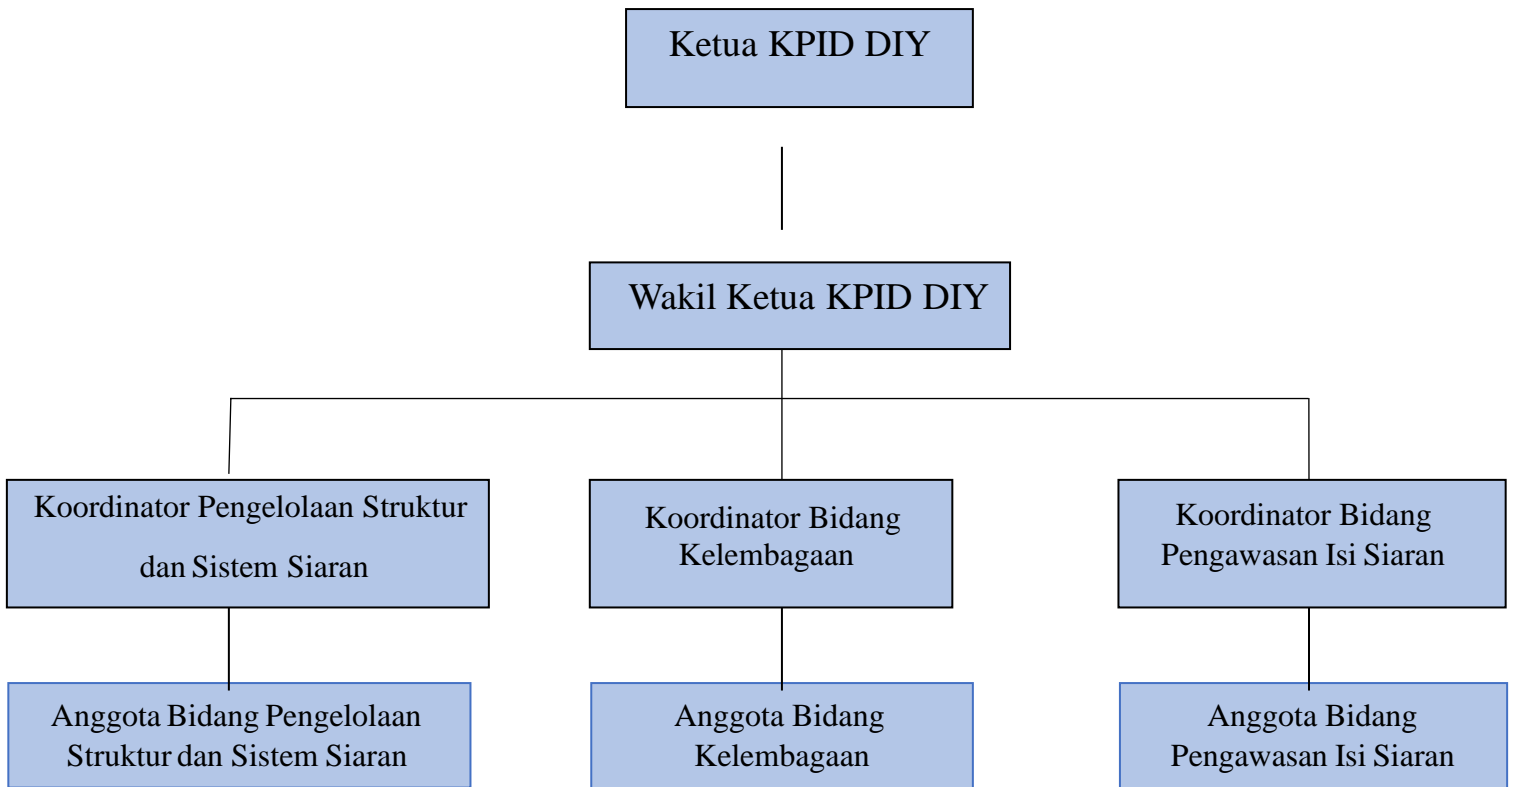 Ketua KPID DIY
Wakil Ketua KPID DIY
Koordinator Pengelolaan Struktur
dan Sistem Siaran
Koordinator Bidang
Kelembagaan
Koordinator Bidang
Pengawasan Isi Siaran
Anggota Bidang Pengelolaan
Struktur dan Sistem Siaran
Anggota Bidang
Kelembagaan
Anggota Bidang
Pengawasan Isi Siaran